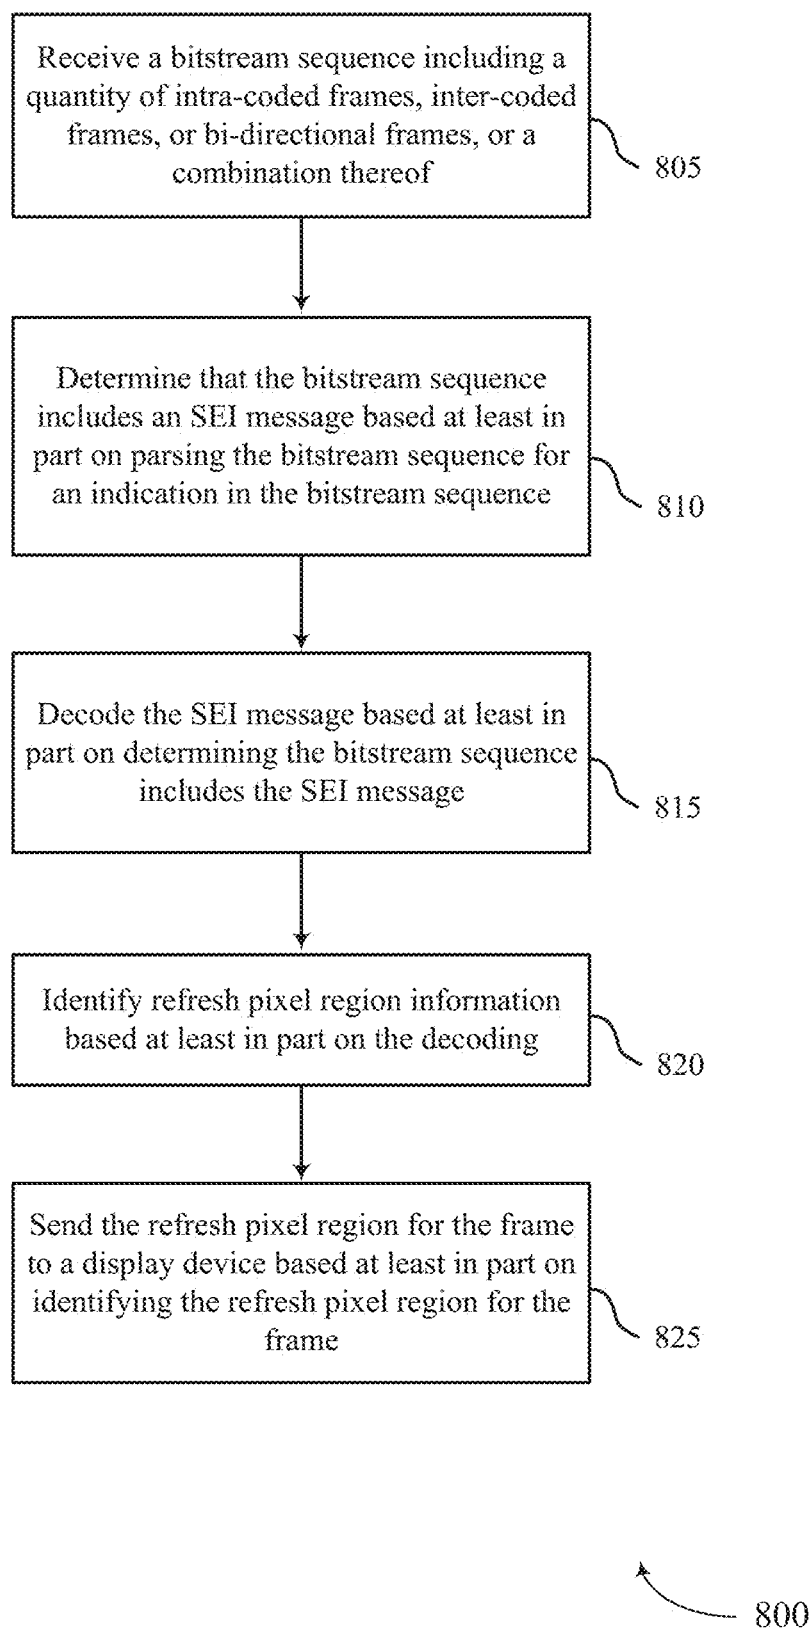 Receive a bitstream sequence including a
quantity of intra-coded frames, inter-coded
frames, or bi-directional frames, or a
combination thereof
805
Determine that the bitstream sequence
includes an SEI message based at least in
part on parsing the bitstream sequence for
an indication in the bitstream sequence
810
Decode the SEI message based at least in
part on determining the bitstream sequence
includes the SEI message
815
Identify refresh pixel region information
based at least in part on the decoding
820
Send the refresh pixel region for the frame
to a display device based at least in part on
identifying the refresh pixel region for the
frame
825
800